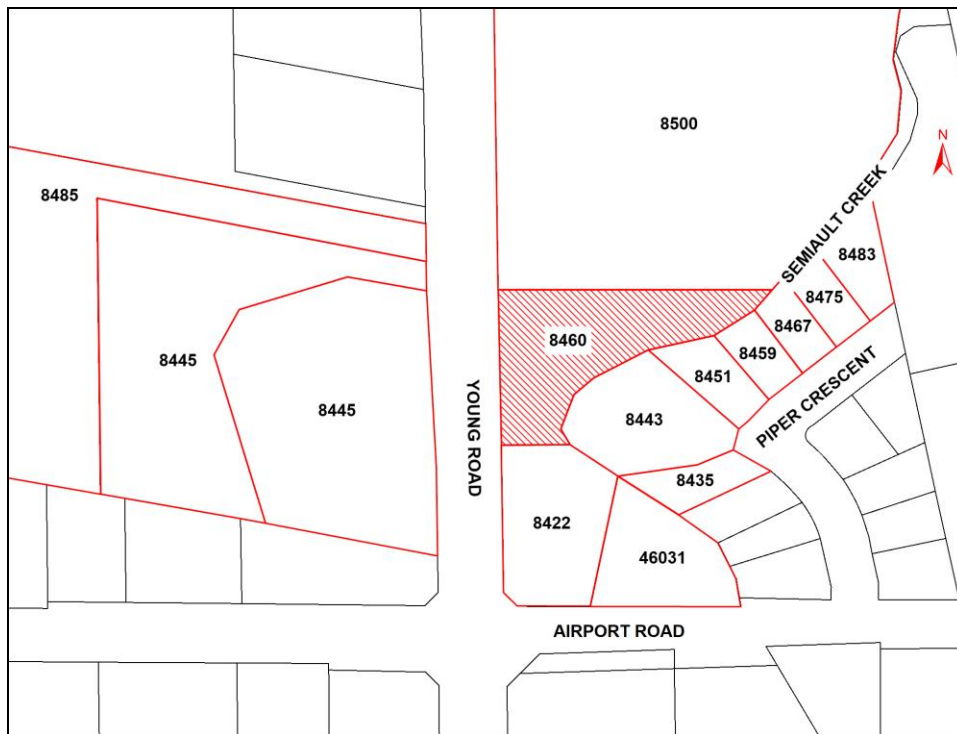 8500
N
8485
SEMIAULT CREEK
8483
8475
8467
8460
8459
8445
8451
8445
YOUNG ROAD
PIPER CRESCENT
8443
8435
8422
46031
AIRPORT ROAD